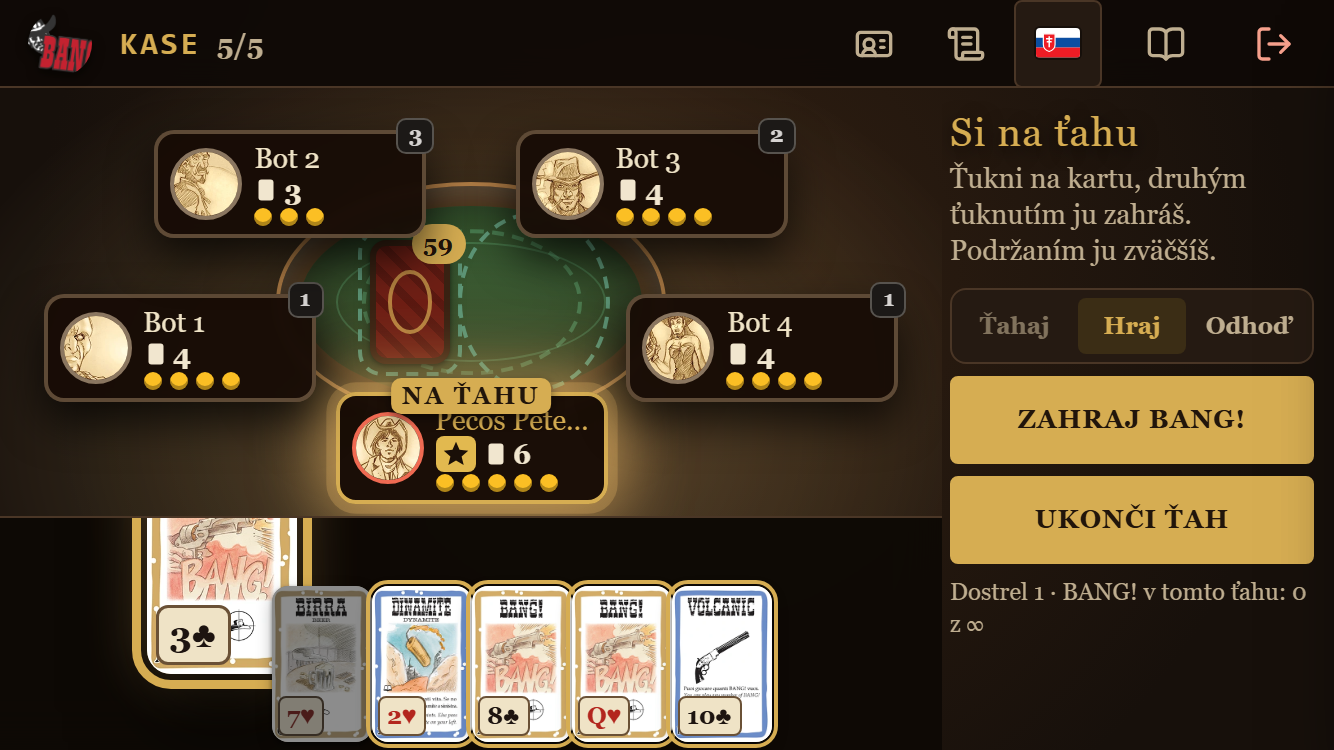 BANG!
KASE 5/5
Si na ťahu
Ťukni na kartu, druhým
ťuknutím ju zahráš.
Podržaním ju zväčšíš.
Ťahaj Hraj Odhoď
ZAHRAJ BANG!
UKONČI ŤAH
Dostrel 1 · BANG! v tomto ťahu: 0
z ∞
3
Bot 2
3
2
Bot 3
4
59
1
Bot 1
4
1
Bot 4
4
NA ŤAHU
Pecos Pete…
6
BANG!
3♣
BIRRA
BEER
7♥
DINAMITE
DYNAMITE
2♥
BANG!
8♣
BANG!
Q♥
VOLCANIC
10♣